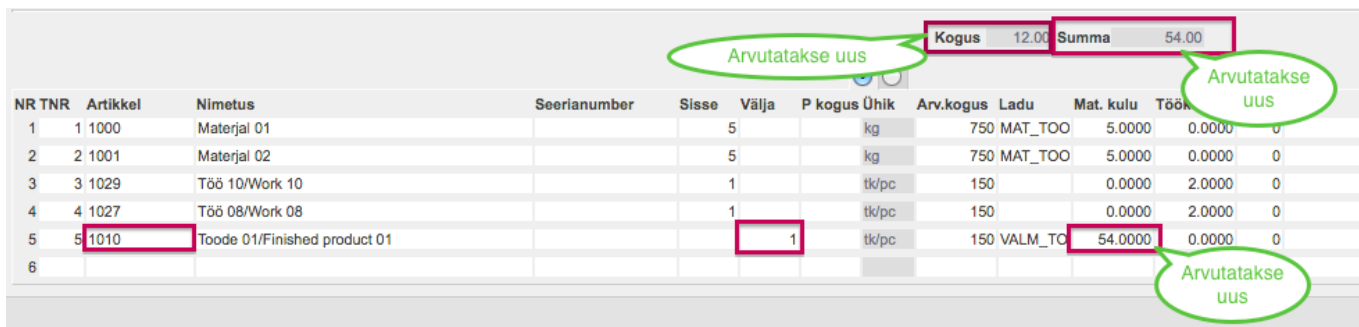 Kogus 12.00 Summa 54.00
Arvutatakse uus
Arvutatakse
uus
NR TNR Artikkel Nimetus Seerianumber Sisse Välja P kogus Ühik Arv.kogus Ladu Mat. kulu Töök
1 1 1000 Materjal 01 5 kg 750 MAT_TOO 5.0000 0.0000 0
2 2 1001 Materjal 02 5 kg 750 MAT_TOO 5.0000 0.0000 0
3 3 1029 Töö 10/Work 10 1 tk/pc 150 0.0000 2.0000 0
4 4 1027 Töö 08/Work 08 1 tk/pc 150 0.0000 2.0000 0
5 5 1010 Toode 01/Finished product 01 1 tk/pc 150 VALM_TO 54.0000 0.0000 0
6
Arvutatakse
uus